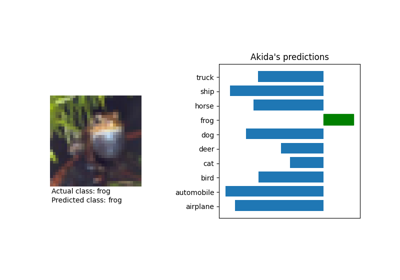 Akida's predictions
truck
ship
horse
frog
dog
deer
cat
bird
automobile
airplane
Actual class: frog
Predicted class: frog